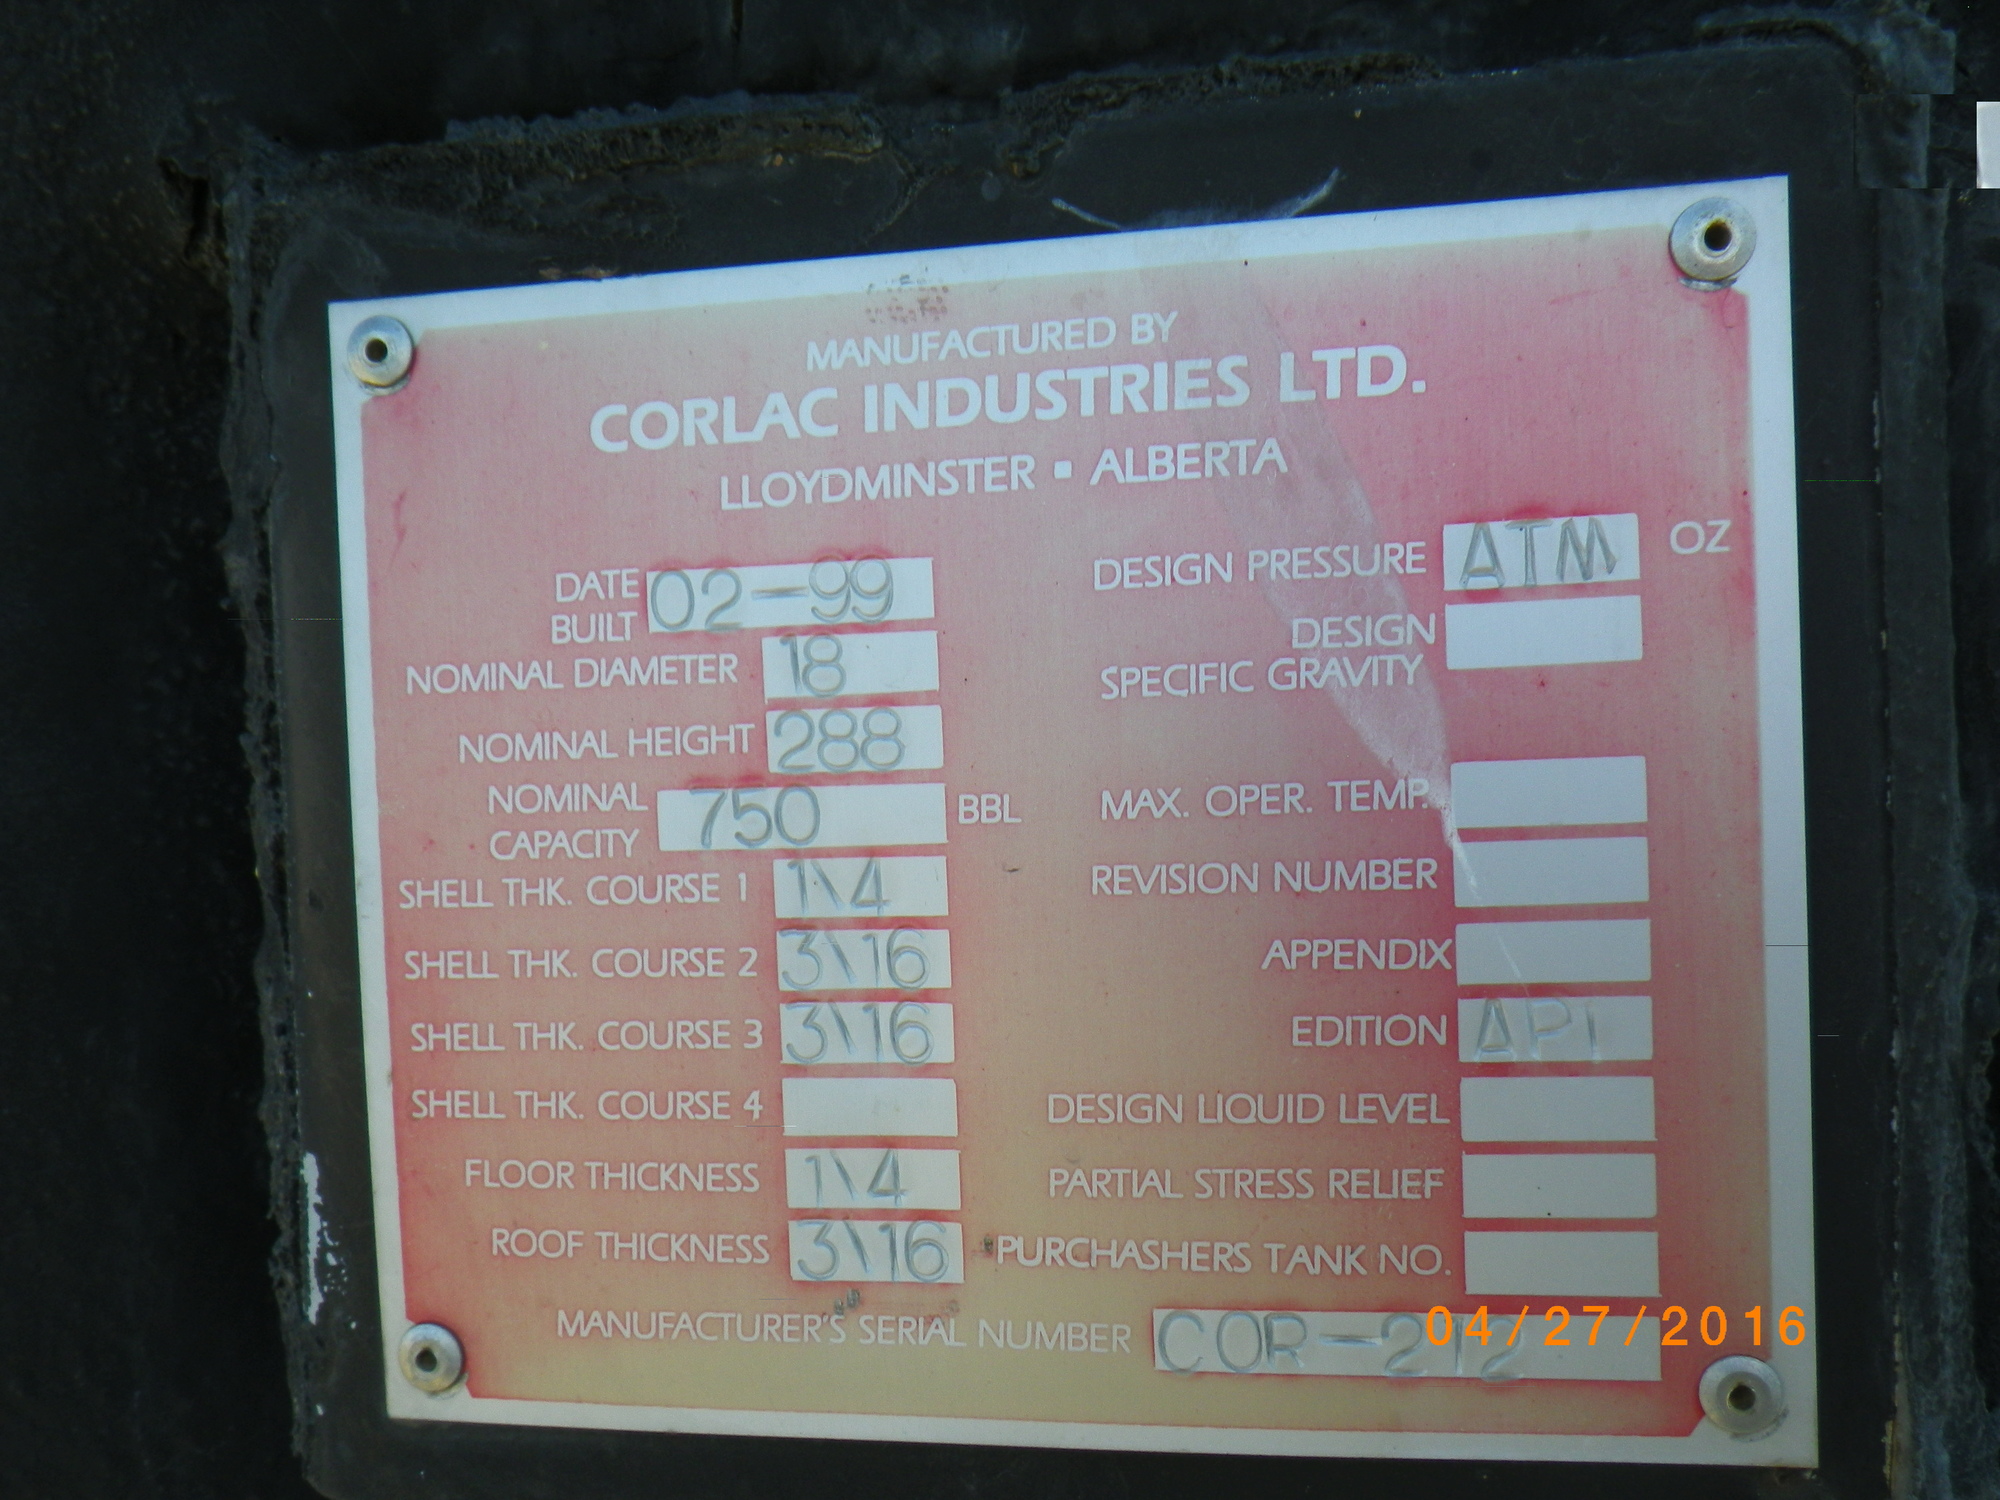 MANUFACTURED BY
CORLAC INDUSTRIES LTD.
LLOYDMINSTER ▪ ALBERTA
DATE BUILT 02-99
NOMINAL DIAMETER 18
NOMINAL HEIGHT 288
NOMINAL CAPACITY 750 BBL
SHELL THK. COURSE 1 1\4
SHELL THK. COURSE 2 3\16
SHELL THK. COURSE 3 3\16
SHELL THK. COURSE 4
FLOOR THICKNESS 1\4
ROOF THICKNESS 3\16
DESIGN PRESSURE ATM OZ
DESIGN
SPECIFIC GRAVITY
MAX. OPER. TEMP.
REVISION NUMBER
APPENDIX
EDITION API
DESIGN LIQUID LEVEL
PARTIAL STRESS RELIEF
PURCHASHERS TANK NO.
MANUFACTURER'S SERIAL NUMBER COR-212
04/27/2016